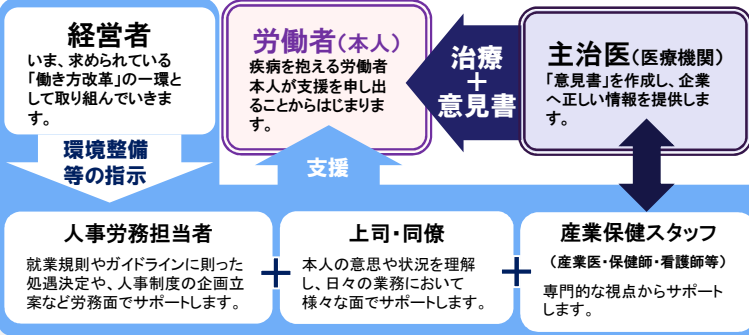 経営者
いま、求められている
「働き方改革」の一環と
して取り組んでいきま
す。
労働者(本人)
疾病を抱える労働者
本人が支援を申し出
ることからはじまりま
す。
治療
＋
意見書
主治医(医療機関)
「意見書」を作成し、企業
へ正しい情報を提供しま
す。
環境整備
等の指示
支援
人事労務担当者
就業規則やガイドラインに則った
処遇決定や、人事制度の企画立
案など労務面でサポートします。
＋
上司・同僚
本人の意思や状況を理解
し、日々の業務において
様々な面でサポートします。
＋
産業保健スタッフ
(産業医・保健師・看護師等)
専門的な視点からサポート
します。